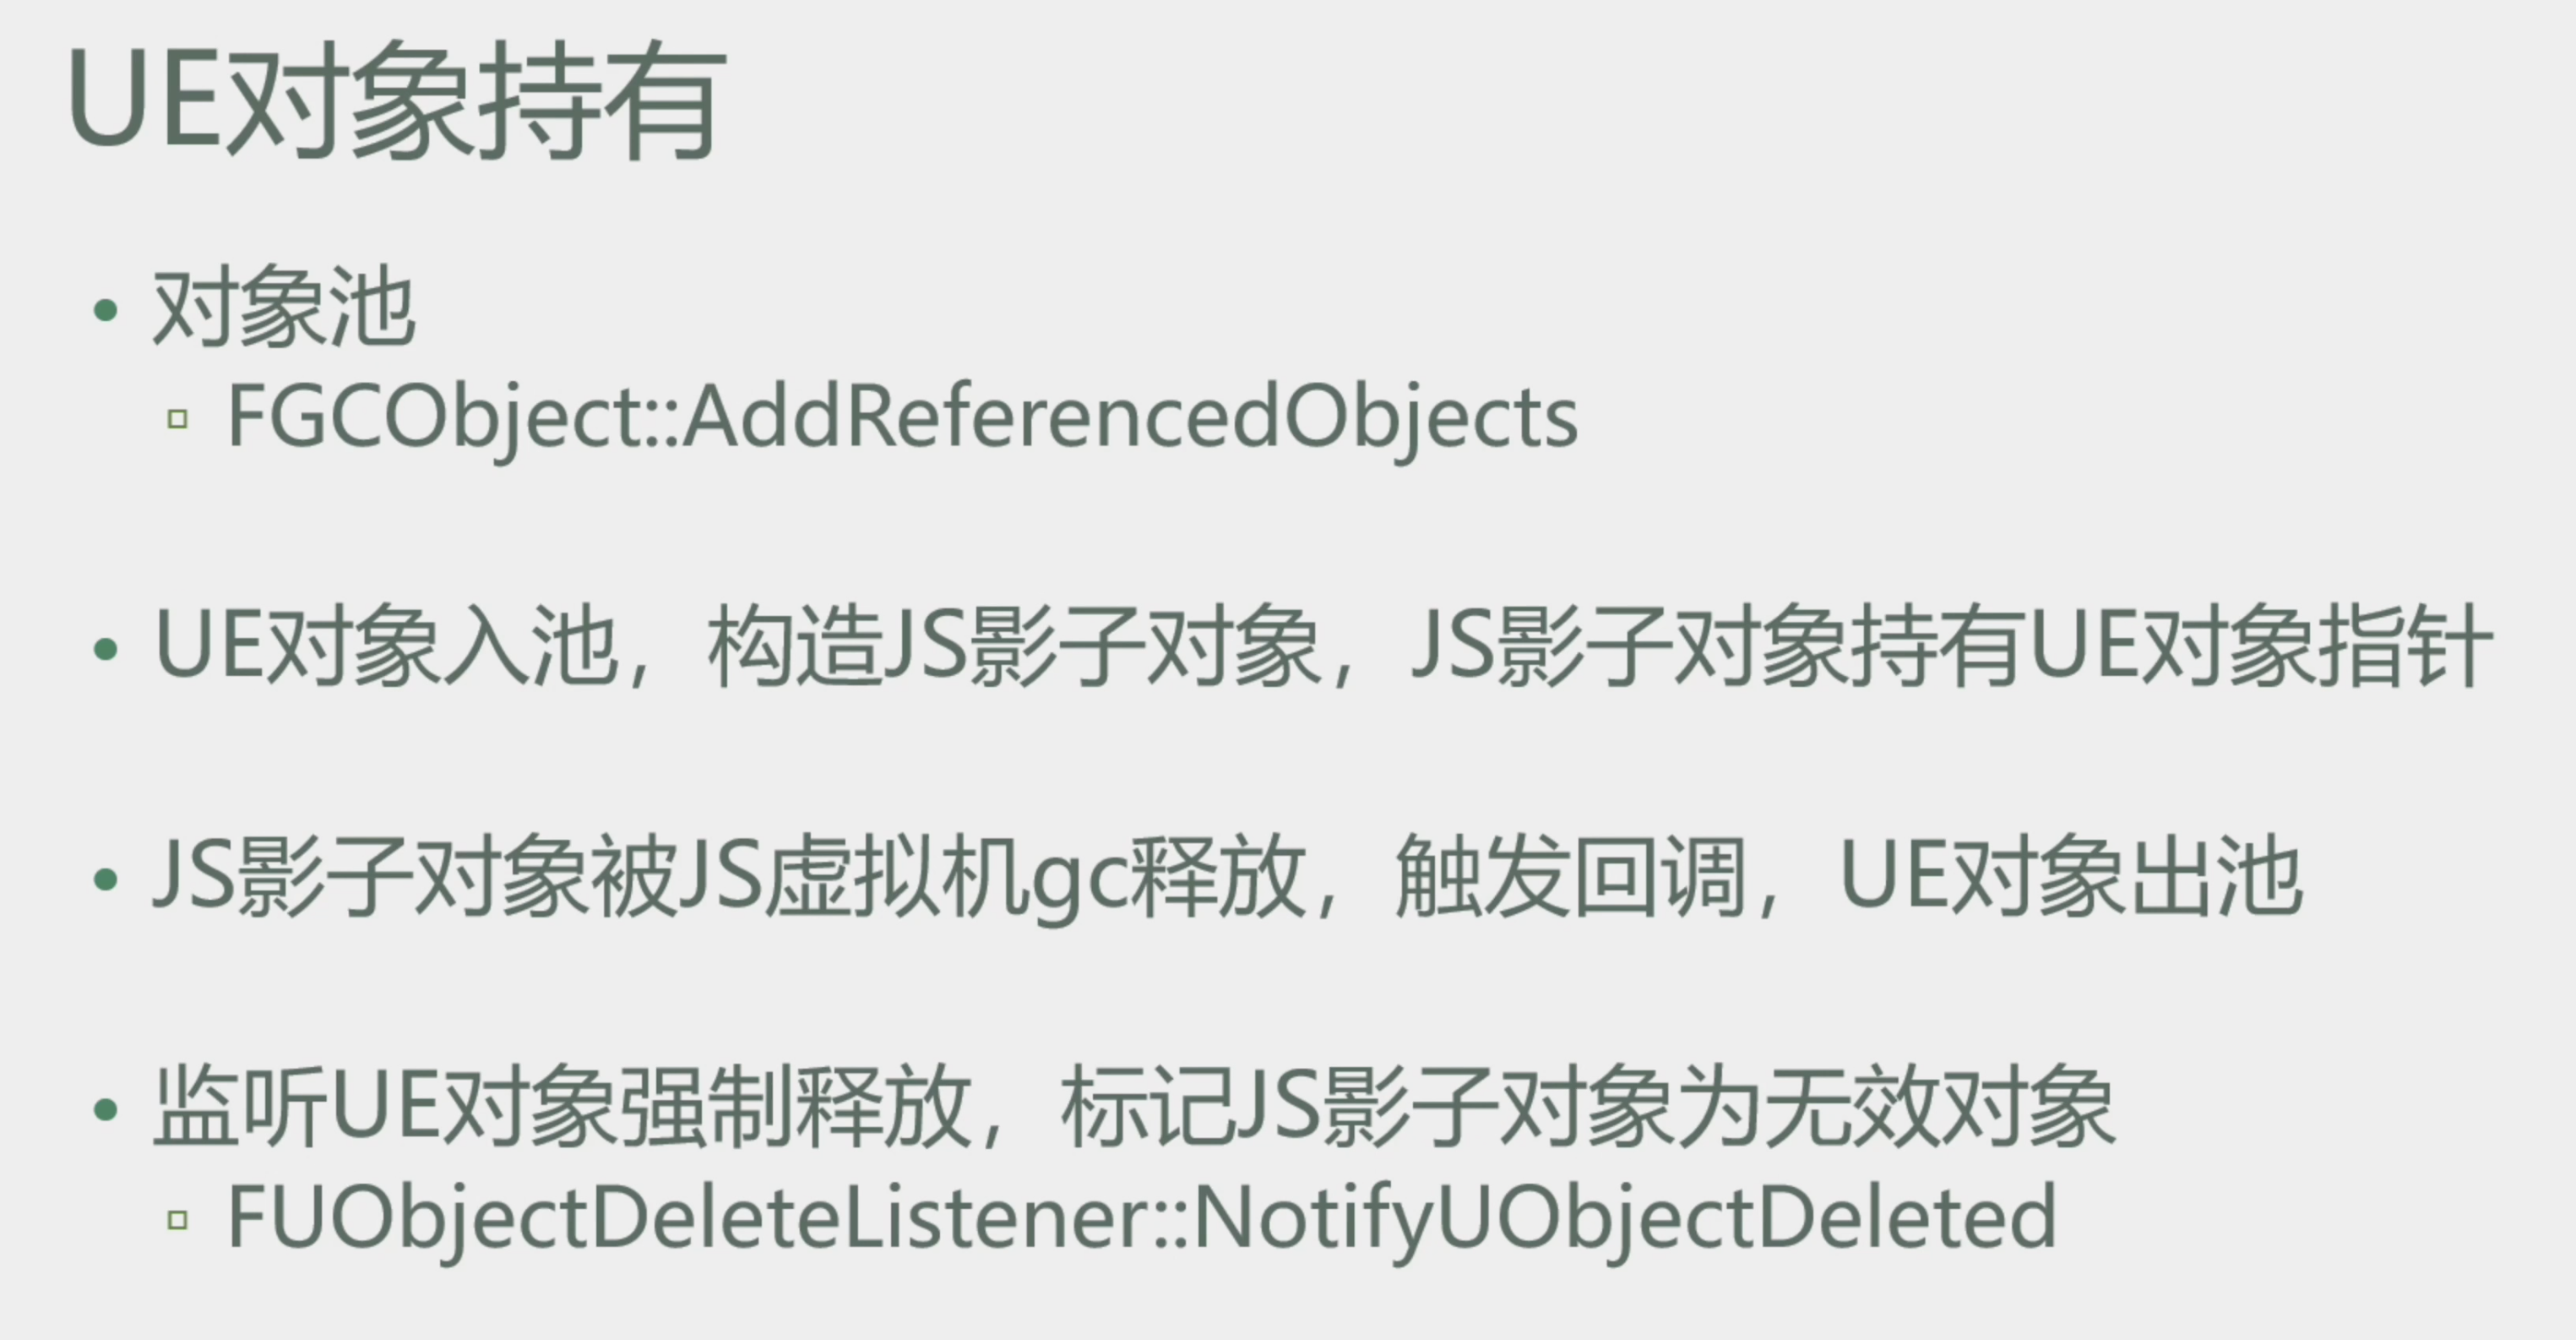 UE对象持有
对象池
FGCObject::AddReferencedObjects
UE对象入池，构造JS影子对象，JS影子对象持有UE对象指针
JS影子对象被JS虚拟机gc释放，触发回调，UE对象出池
监听UE对象强制释放，标记JS影子对象为无效对象
FUObjectDeleteListener::NotifyUObjectDeleted